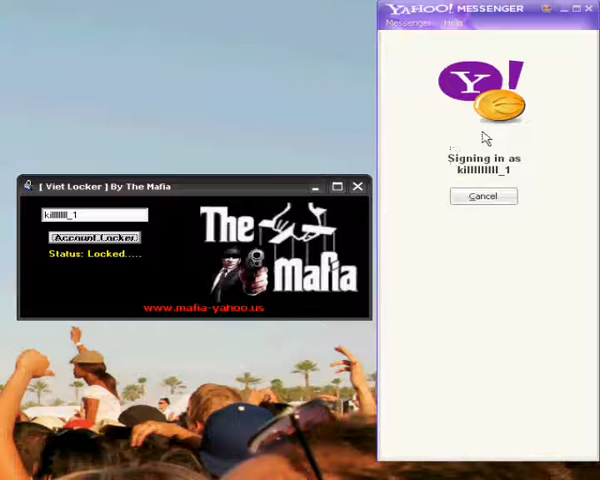 YAHOO! MESSENGER
Messenger Help
Y!
Signing in as
Cancel
[ Viet Locker ] By The Mafia
Account Locker
Status: Locked.....
The
Mafia
www.mafia-yahoo.us